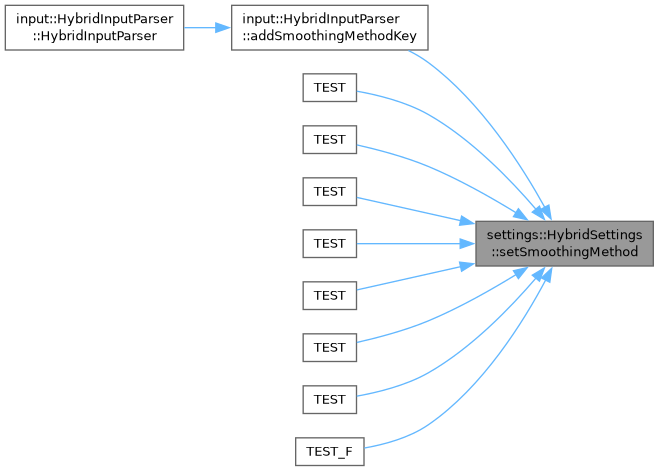 input::HybridInputParser
::HybridInputParser
input::HybridInputParser
::addSmoothingMethodKey
TEST
TEST
TEST
TEST
TEST
TEST
TEST
TEST_F
settings::HybridSettings
::setSmoothingMethod